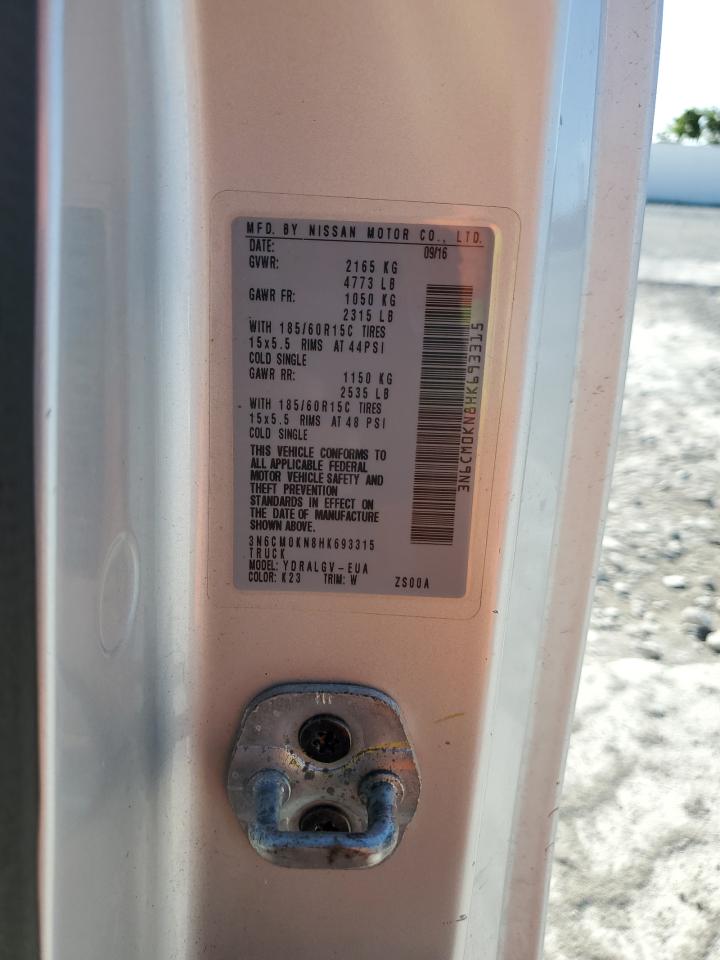 MFD. BY NISSAN MOTOR CO., LTD.
DATE: 09/16
GVWR: 2165 KG
4773 LB
GAWR FR: 1050 KG
2315 LB
WITH 185/60R15C TIRES
15x5.5 RIMS AT 44PSI
COLD SINGLE
GAWR RR: 1150 KG
2535 LB
WITH 185/60R15C TIRES
15x5.5 RIMS AT 48 PSI
COLD SINGLE
THIS VEHICLE CONFORMS TO
ALL APPLICABLE FEDERAL
MOTOR VEHICLE SAFETY AND
THEFT PREVENTION
STANDARDS IN EFFECT ON
THE DATE OF MANUFACTURE
SHOWN ABOVE.
3N6CM0KN8HK693315
TRUCK
MODEL: YDRALGV-EUA
COLOR: K23 TRIM: W ZS00A
3N6CM0KN8HK693315